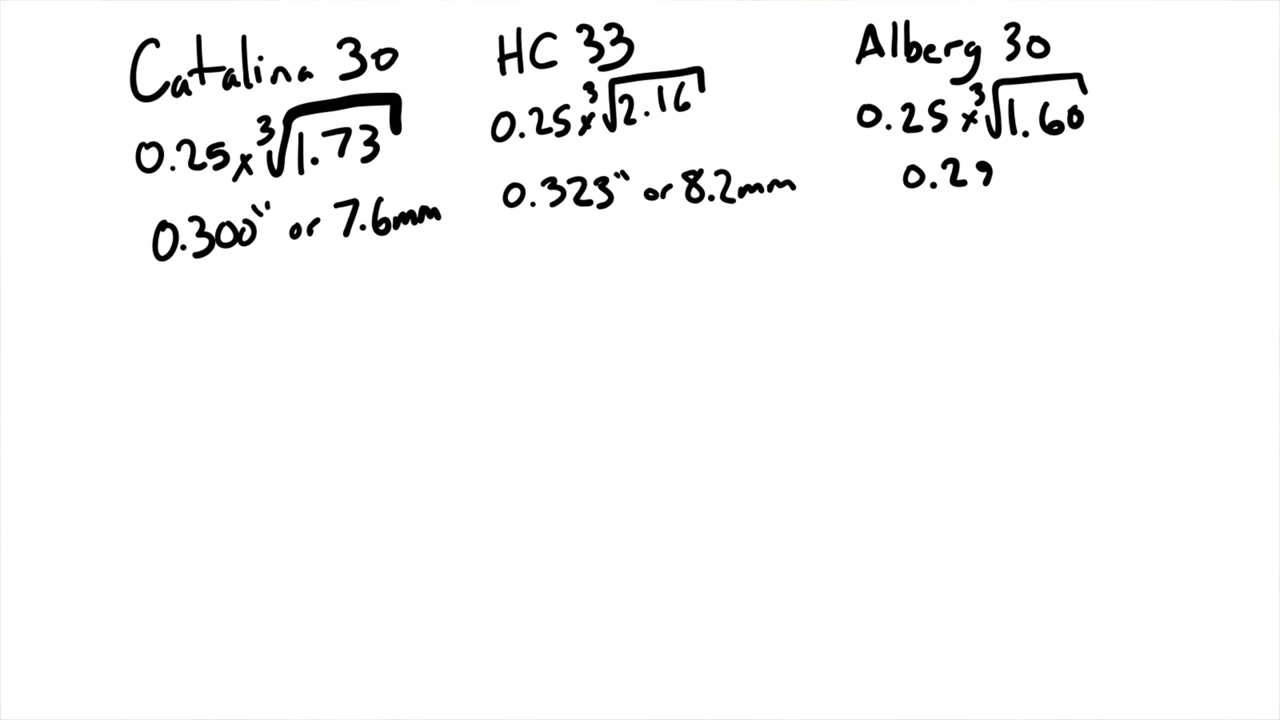 Catalina 30
0.25 x ∛1.73
0.300" or 7.6mm
HC 33
0.25 x ∛2.16
0.323" or 8.2mm
Alberg 30
0.25 x ∛1.60
0.29